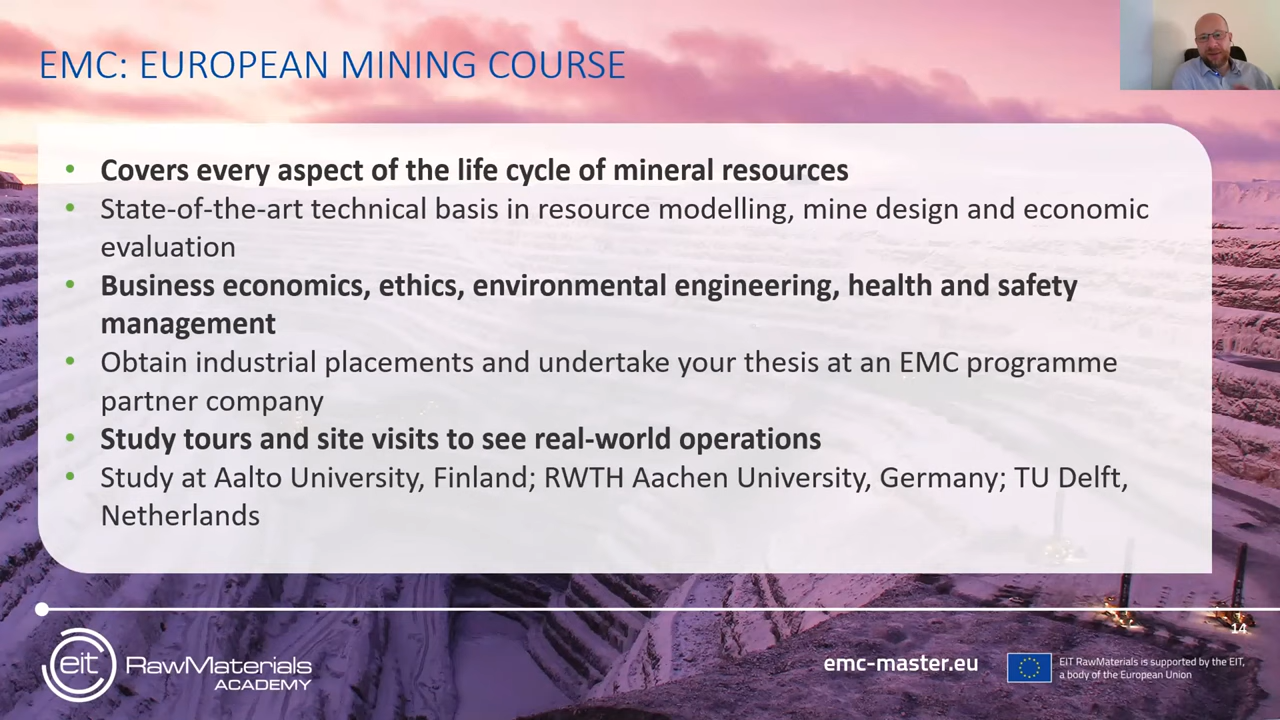 EMC: EUROPEAN MINING COURSE
• Covers every aspect of the life cycle of mineral resources
• State-of-the-art technical basis in resource modelling, mine design and economic
evaluation
• Business economics, ethics, environmental engineering, health and safety
management
• Obtain industrial placements and undertake your thesis at an EMC programme
partner company
• Study tours and site visits to see real-world operations
• Study at Aalto University, Finland; RWTH Aachen University, Germany; TU Delft,
Netherlands
14
eit RawMaterials
ACADEMY
emc-master.eu
EIT RawMaterials is supported by the EIT,
a body of the European Union